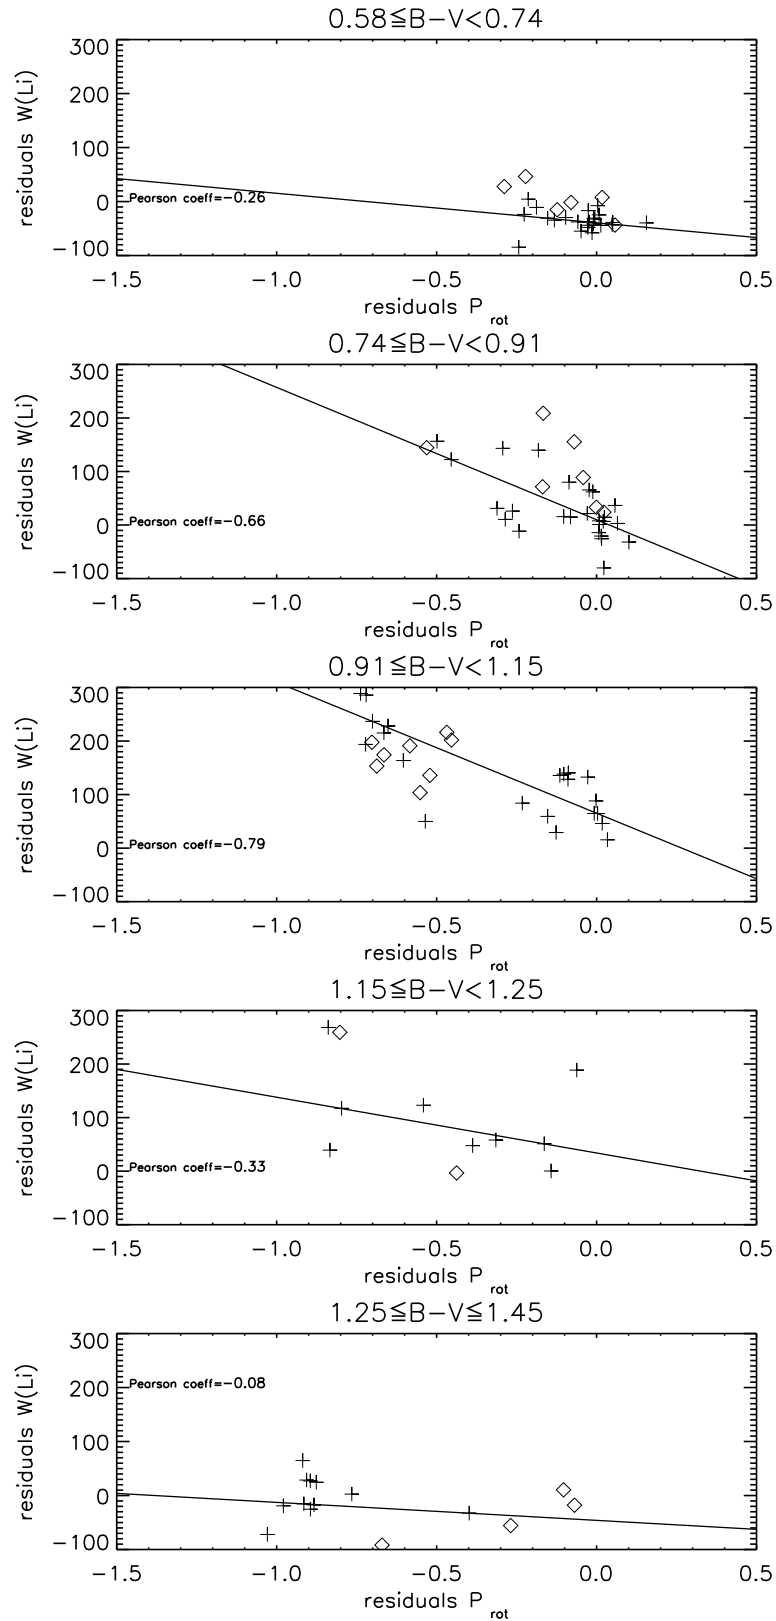 0.58≦B−V<0.74
300
200
100
0
−100
residuals W(Li)
Pearson coeff=−0.26
−1.5 −1.0 −0.5 0.0 0.5
residuals P rot
0.74≦B−V<0.91
300
200
100
0
−100
residuals W(Li)
Pearson coeff=−0.66
−1.5 −1.0 −0.5 0.0 0.5
residuals P rot
0.91≦B−V<1.15
300
200
100
0
−100
residuals W(Li)
Pearson coeff=−0.79
−1.5 −1.0 −0.5 0.0 0.5
residuals P rot
1.15≦B−V<1.25
300
200
100
0
−100
residuals W(Li)
Pearson coeff=−0.33
−1.5 −1.0 −0.5 0.0 0.5
residuals P rot
1.25≦B−V≦1.45
300
200
100
0
−100
residuals W(Li)
Pearson coeff=−0.08
−1.5 −1.0 −0.5 0.0 0.5
residuals P rot